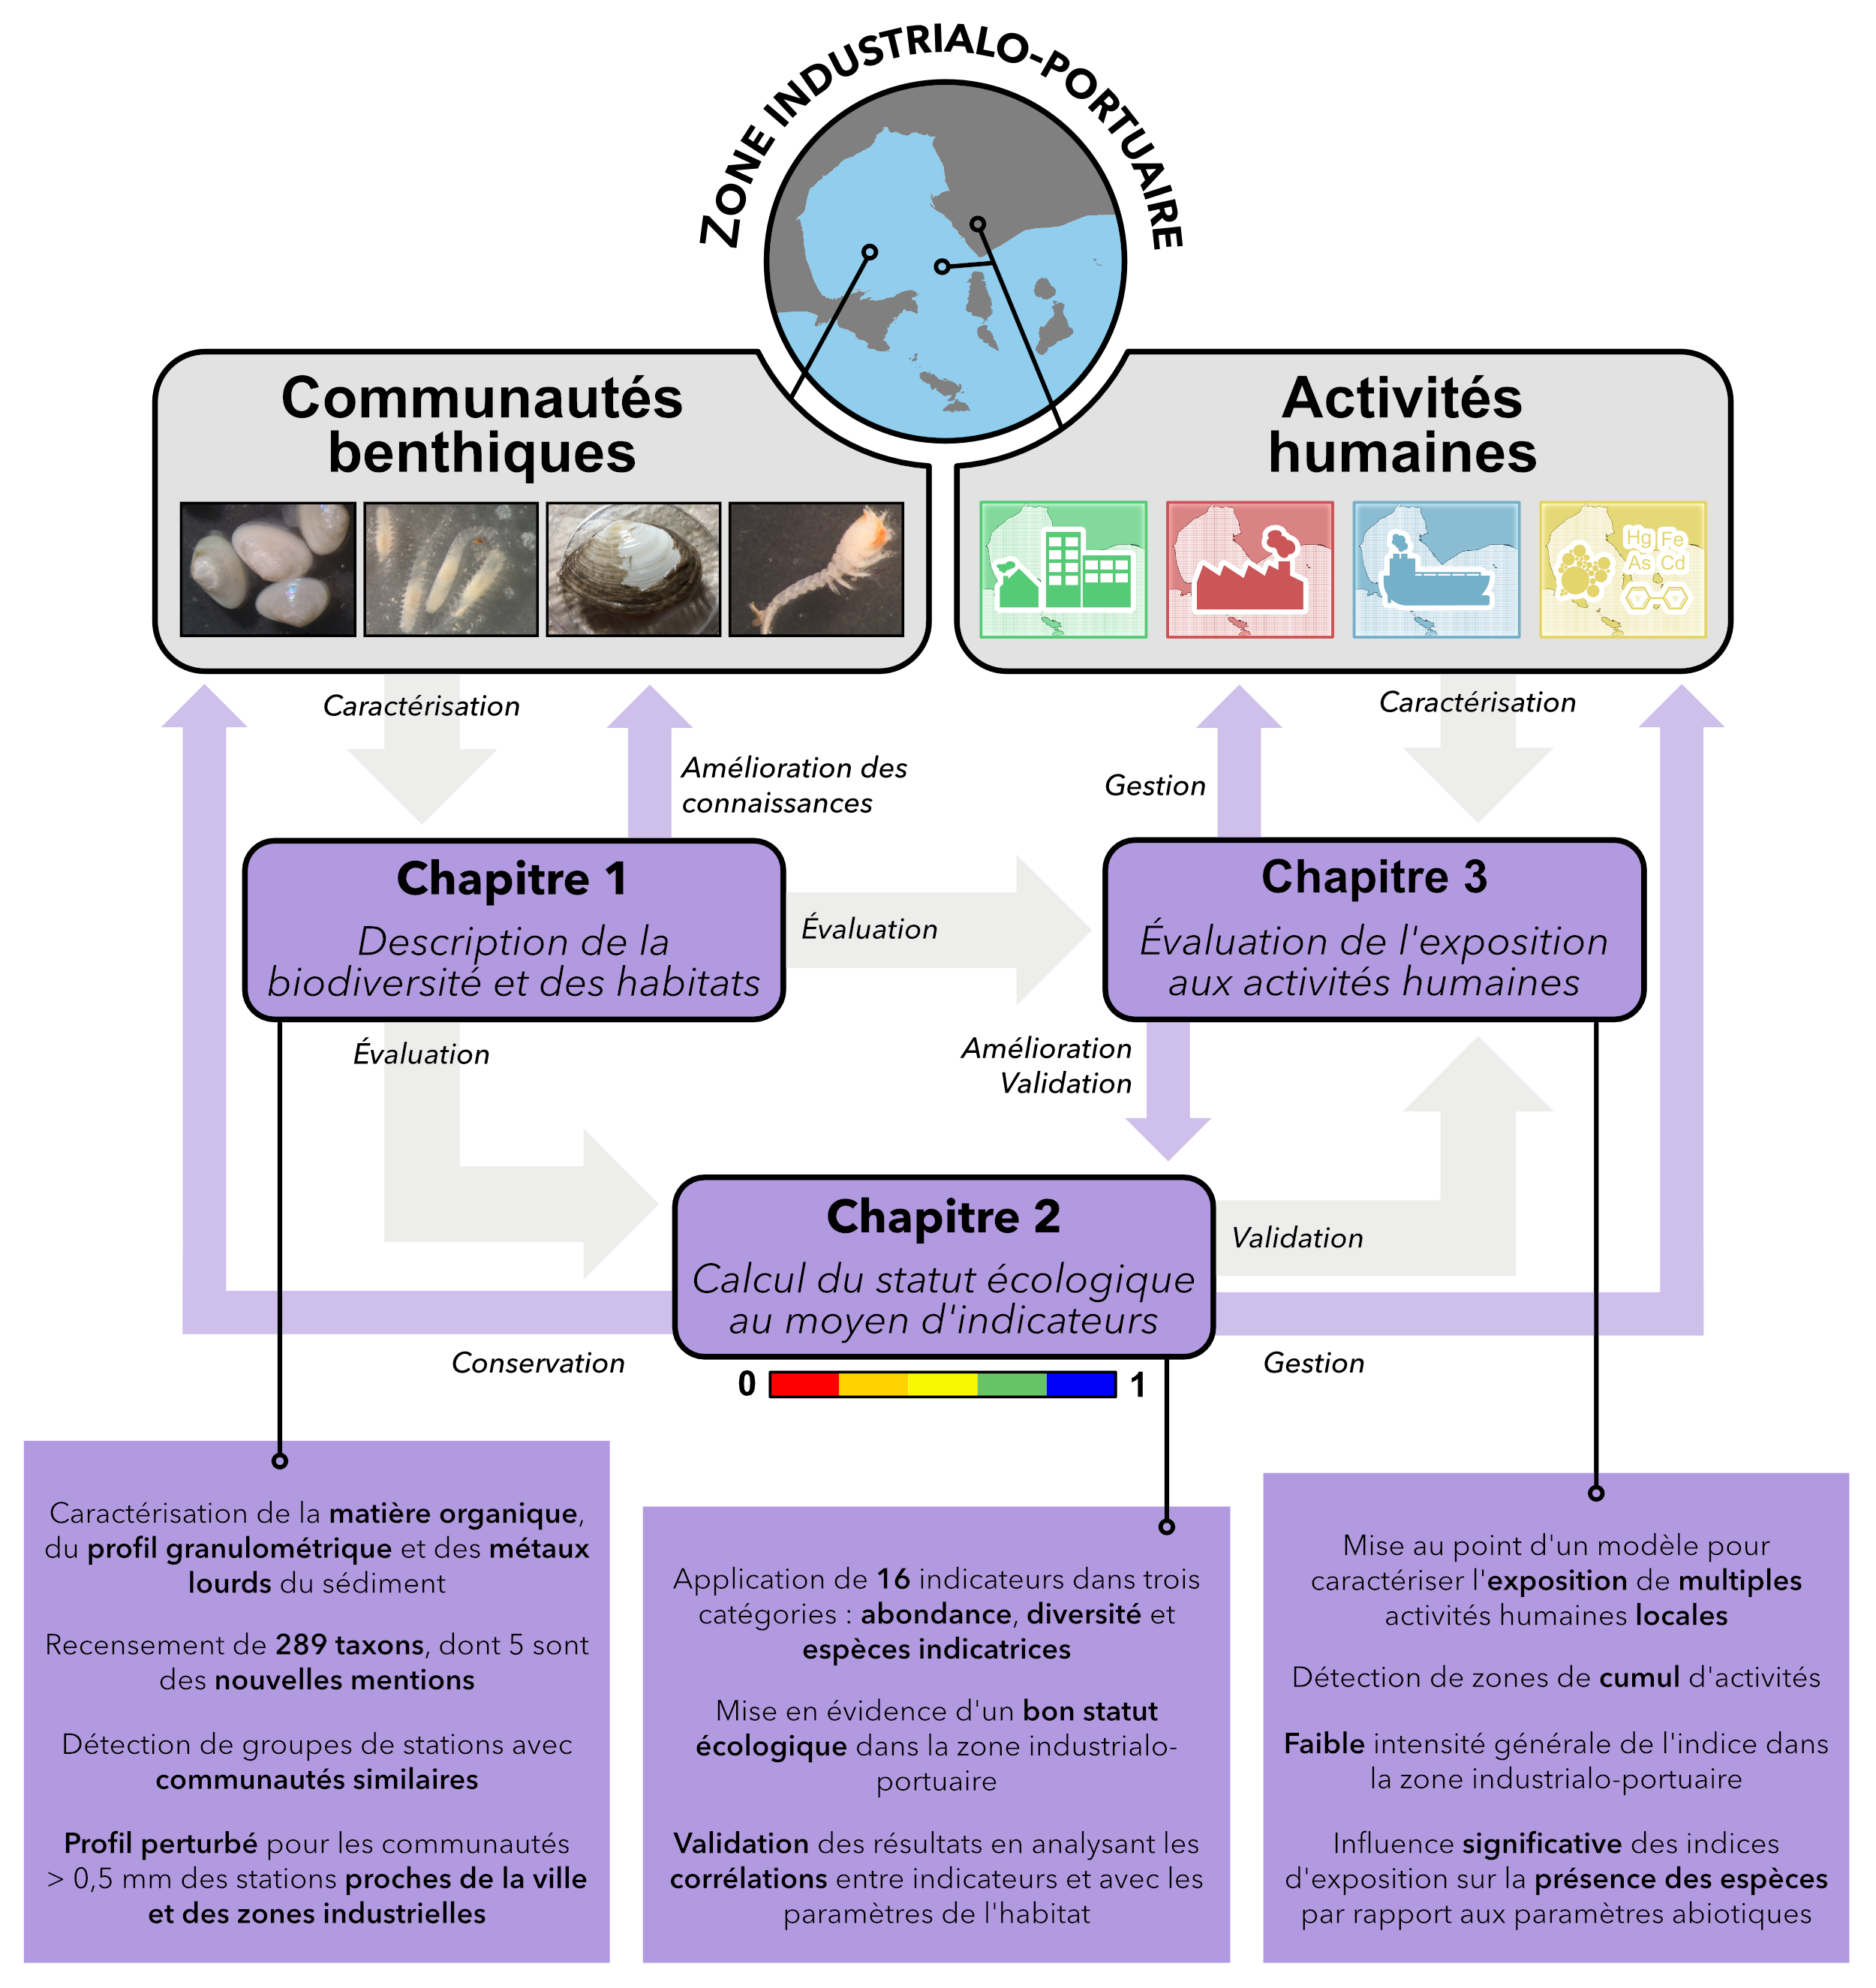 ZONE INDUSTRIALO-PORTUAIRE
Communautés
benthiques
Activités
humaines
Hg Fe
As Cd
Caractérisation
Caractérisation
Amélioration des
connaissances
Gestion
Chapitre 1
Description de la
biodiversité et des habitats
Évaluation
Chapitre 3
Évaluation de l'exposition
aux activités humaines
Évaluation
Amélioration
Validation
Chapitre 2
Calcul du statut écologique
au moyen d'indicateurs
Validation
Conservation
Gestion
0 1
Caractérisation de la matière organique,
du profil granulométrique et des métaux
lourds du sédiment
Recensement de 289 taxons, dont 5 sont
des nouvelles mentions
Détection de groupes de stations avec
communautés similaires
Profil perturbé pour les communautés
> 0,5 mm des stations proches de la ville
et des zones industrielles
Application de 16 indicateurs dans trois
catégories : abondance, diversité et
espèces indicatrices
Mise en évidence d'un bon statut
écologique dans la zone industrialo-
portuaire
Validation des résultats en analysant les
corrélations entre indicateurs et avec les
paramètres de l'habitat
Mise au point d'un modèle pour
caractériser l'exposition de multiples
activités humaines locales
Détection de zones de cumul d'activités
Faible intensité générale de l'indice dans
la zone industrialo-portuaire
Influence significative des indices
d'exposition sur la présence des espèces
par rapport aux paramètres abiotiques